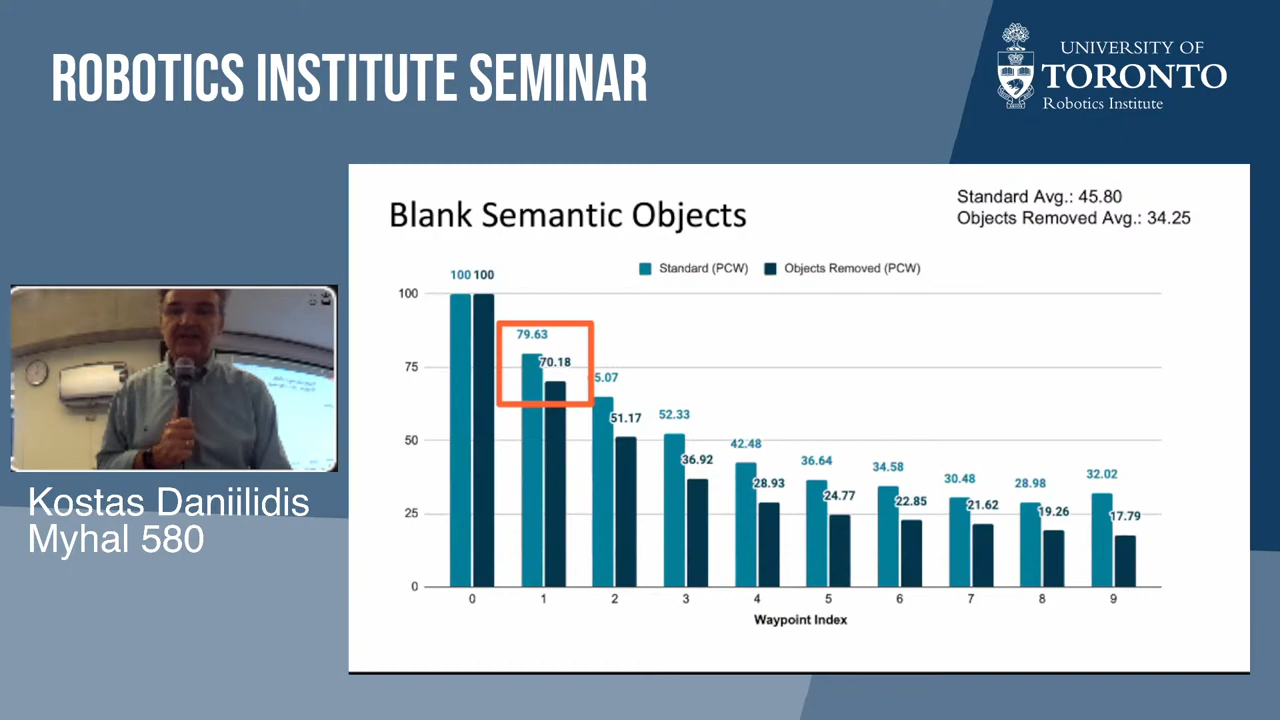 ROBOTICS INSTITUTE SEMINAR
UNIVERSITY OF
TORONTO
Robotics Institute
Blank Semantic Objects
Standard Avg.: 45.80
Objects Removed Avg.: 34.25
Standard (PCW) Objects Removed (PCW)
100 100
79.63
70.18
5.07
51.17
52.33
36.92
42.48
28.93
36.64
24.77
34.58
22.85
30.48
21.62
28.98
19.26
32.02
17.79
100
75
50
25
0
0 1 2 3 4 5 6 7 8 9
Waypoint Index
Kostas Daniilidis
Myhal 580